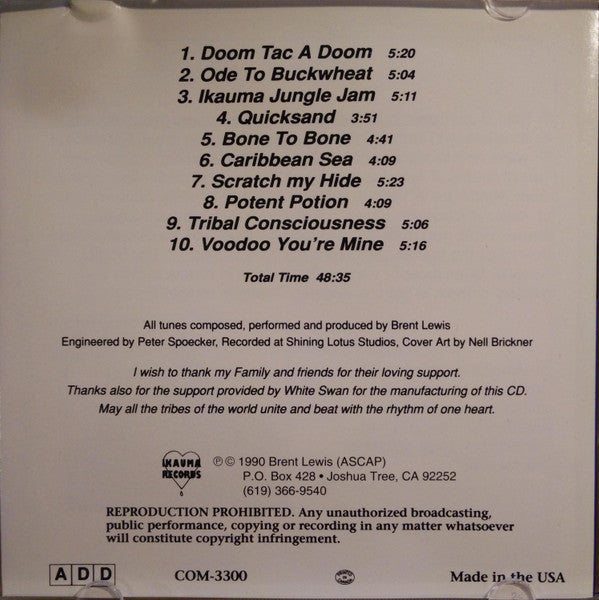 1. Doom Tac A Doom 5:20
2. Ode To Buckwheat 5:04
3. Ikauma Jungle Jam 5:11
4. Quicksand 3:51
5. Bone To Bone 4:41
6. Caribbean Sea 4:09
7. Scratch my Hide 5:23
8. Potent Potion 4:09
9. Tribal Consciousness 5:06
10. Voodoo You're Mine 5:16
Total Time 48:35
All tunes composed, performed and produced by Brent Lewis
Engineered by Peter Spoecker, Recorded at Shining Lotus Studios, Cover Art by Nell Brickner
I wish to thank my Family and friends for their loving support.
Thanks also for the support provided by White Swan for the manufacturing of this CD.
May all the tribes of the world unite and beat with the rhythm of one heart.
IKAUMA
RECORDS
℗ © 1990 Brent Lewis (ASCAP)
P.O. Box 428 • Joshua Tree, CA 92252
(619) 366-9540
REPRODUCTION PROHIBITED. Any unauthorized broadcasting,
public performance, copying or recording in any matter whatsoever
will constitute copyright infringement.
A D D COM-3300 Made in the USA